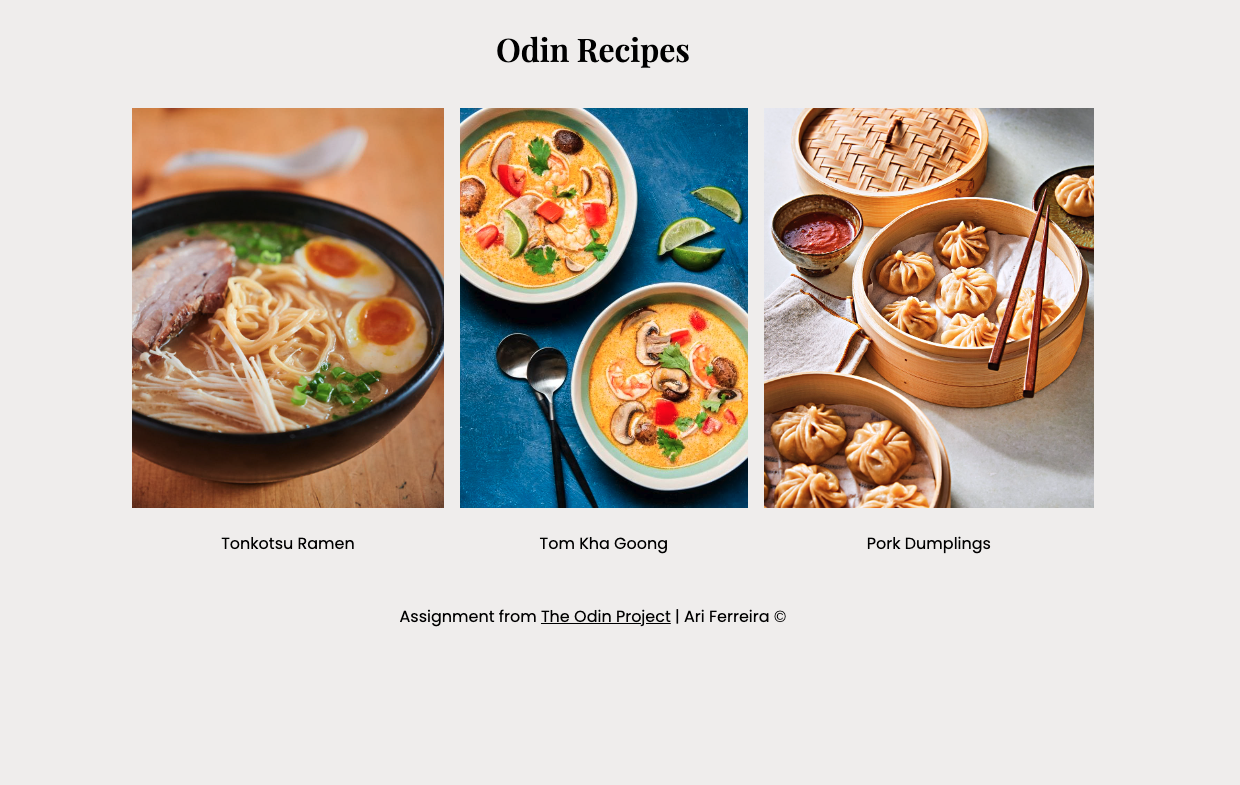 Odin Recipes
Tonkotsu Ramen
Tom Kha Goong
Pork Dumplings
Assignment from The Odin Project | Ari Ferreira ©